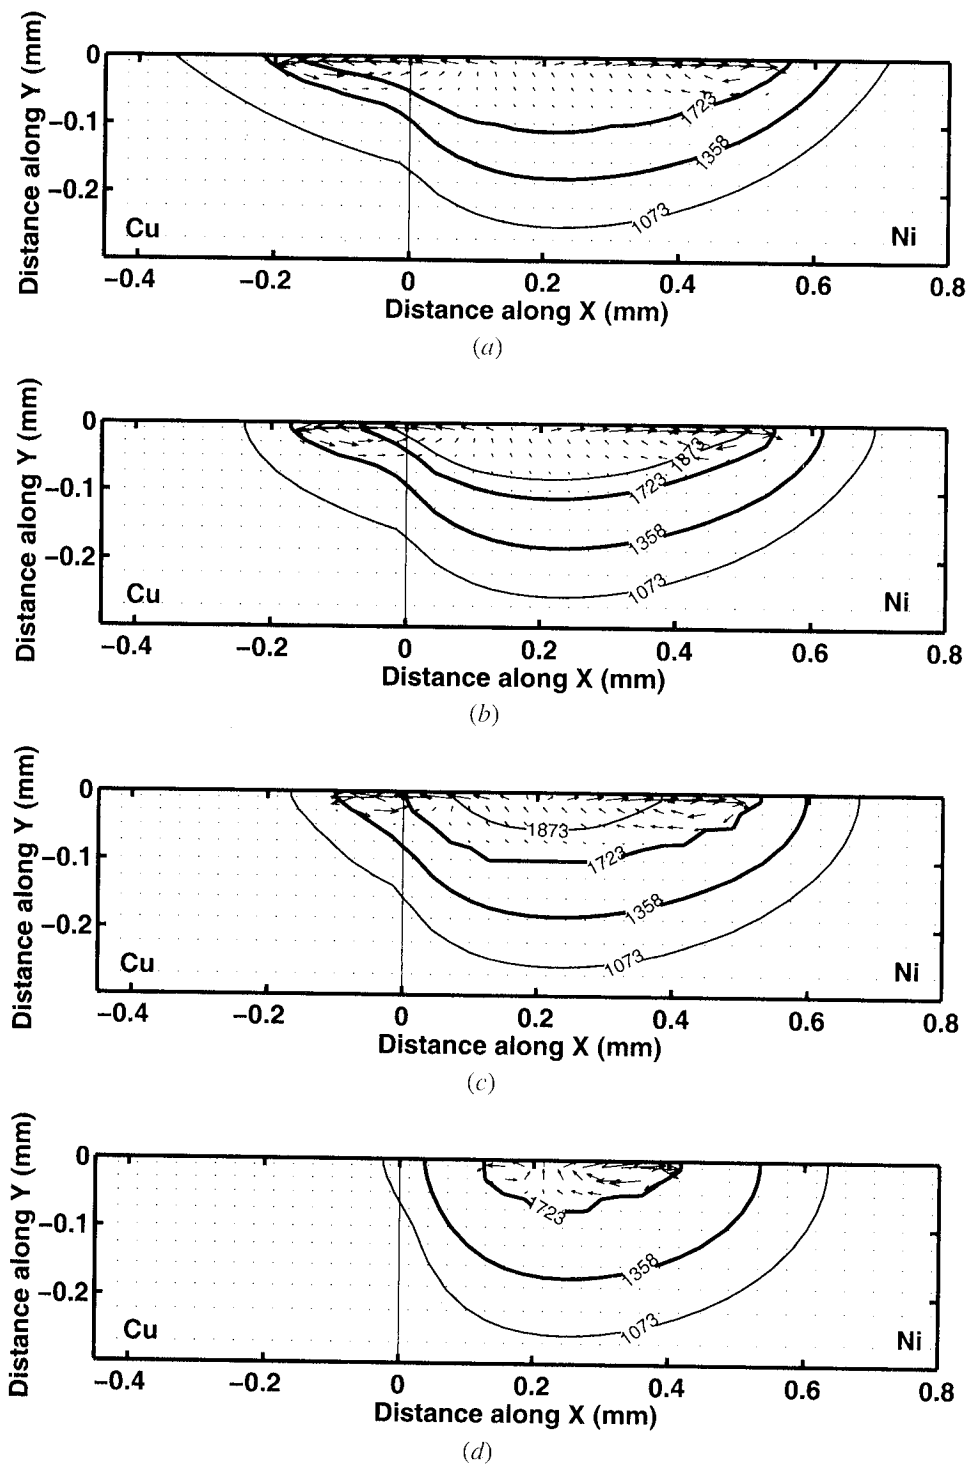 Distance along Y (mm)
0
−0.1
−0.2
1723
1358
1073
Cu
Ni
−0.4 −0.2 0 0.2 0.4 0.6 0.8
Distance along X (mm)
(a)
Distance along Y (mm)
0
−0.1
−0.2
1873
1723
1358
1073
Cu
Ni
−0.4 −0.2 0 0.2 0.4 0.6 0.8
Distance along X (mm)
(b)
Distance along Y (mm)
0
−0.1
−0.2
1873
1723
1358
1073
Cu
Ni
−0.4 −0.2 0 0.2 0.4 0.6 0.8
Distance along X (mm)
(c)
Distance along Y (mm)
0
−0.1
−0.2
1723
1358
1073
Cu
Ni
−0.4 −0.2 0 0.2 0.4 0.6 0.8
Distance along X (mm)
(d)